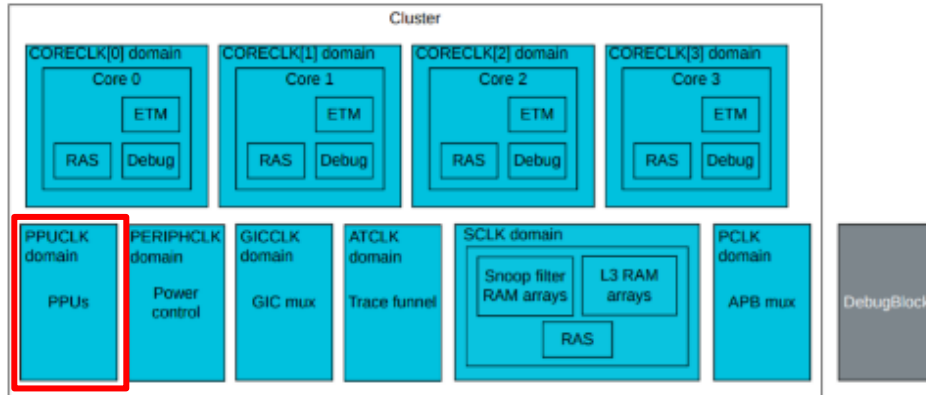 Cluster
CORECLK[0] domain
Core 0
ETM
RAS
Debug
CORECLK[1] domain
Core 1
ETM
RAS
Debug
CORECLK[2] domain
Core 2
ETM
RAS
Debug
CORECLK[3] domain
Core 3
ETM
RAS
Debug
PPUCLK
domain
PPUs
PERIPHCLK
domain
Power
control
GICCLK
domain
GIC mux
ATCLK
domain
Trace funnel
SCLK domain
Snoop filter
RAM arrays
L3 RAM
arrays
RAS
PCLK
domain
APB mux
DebugBlock